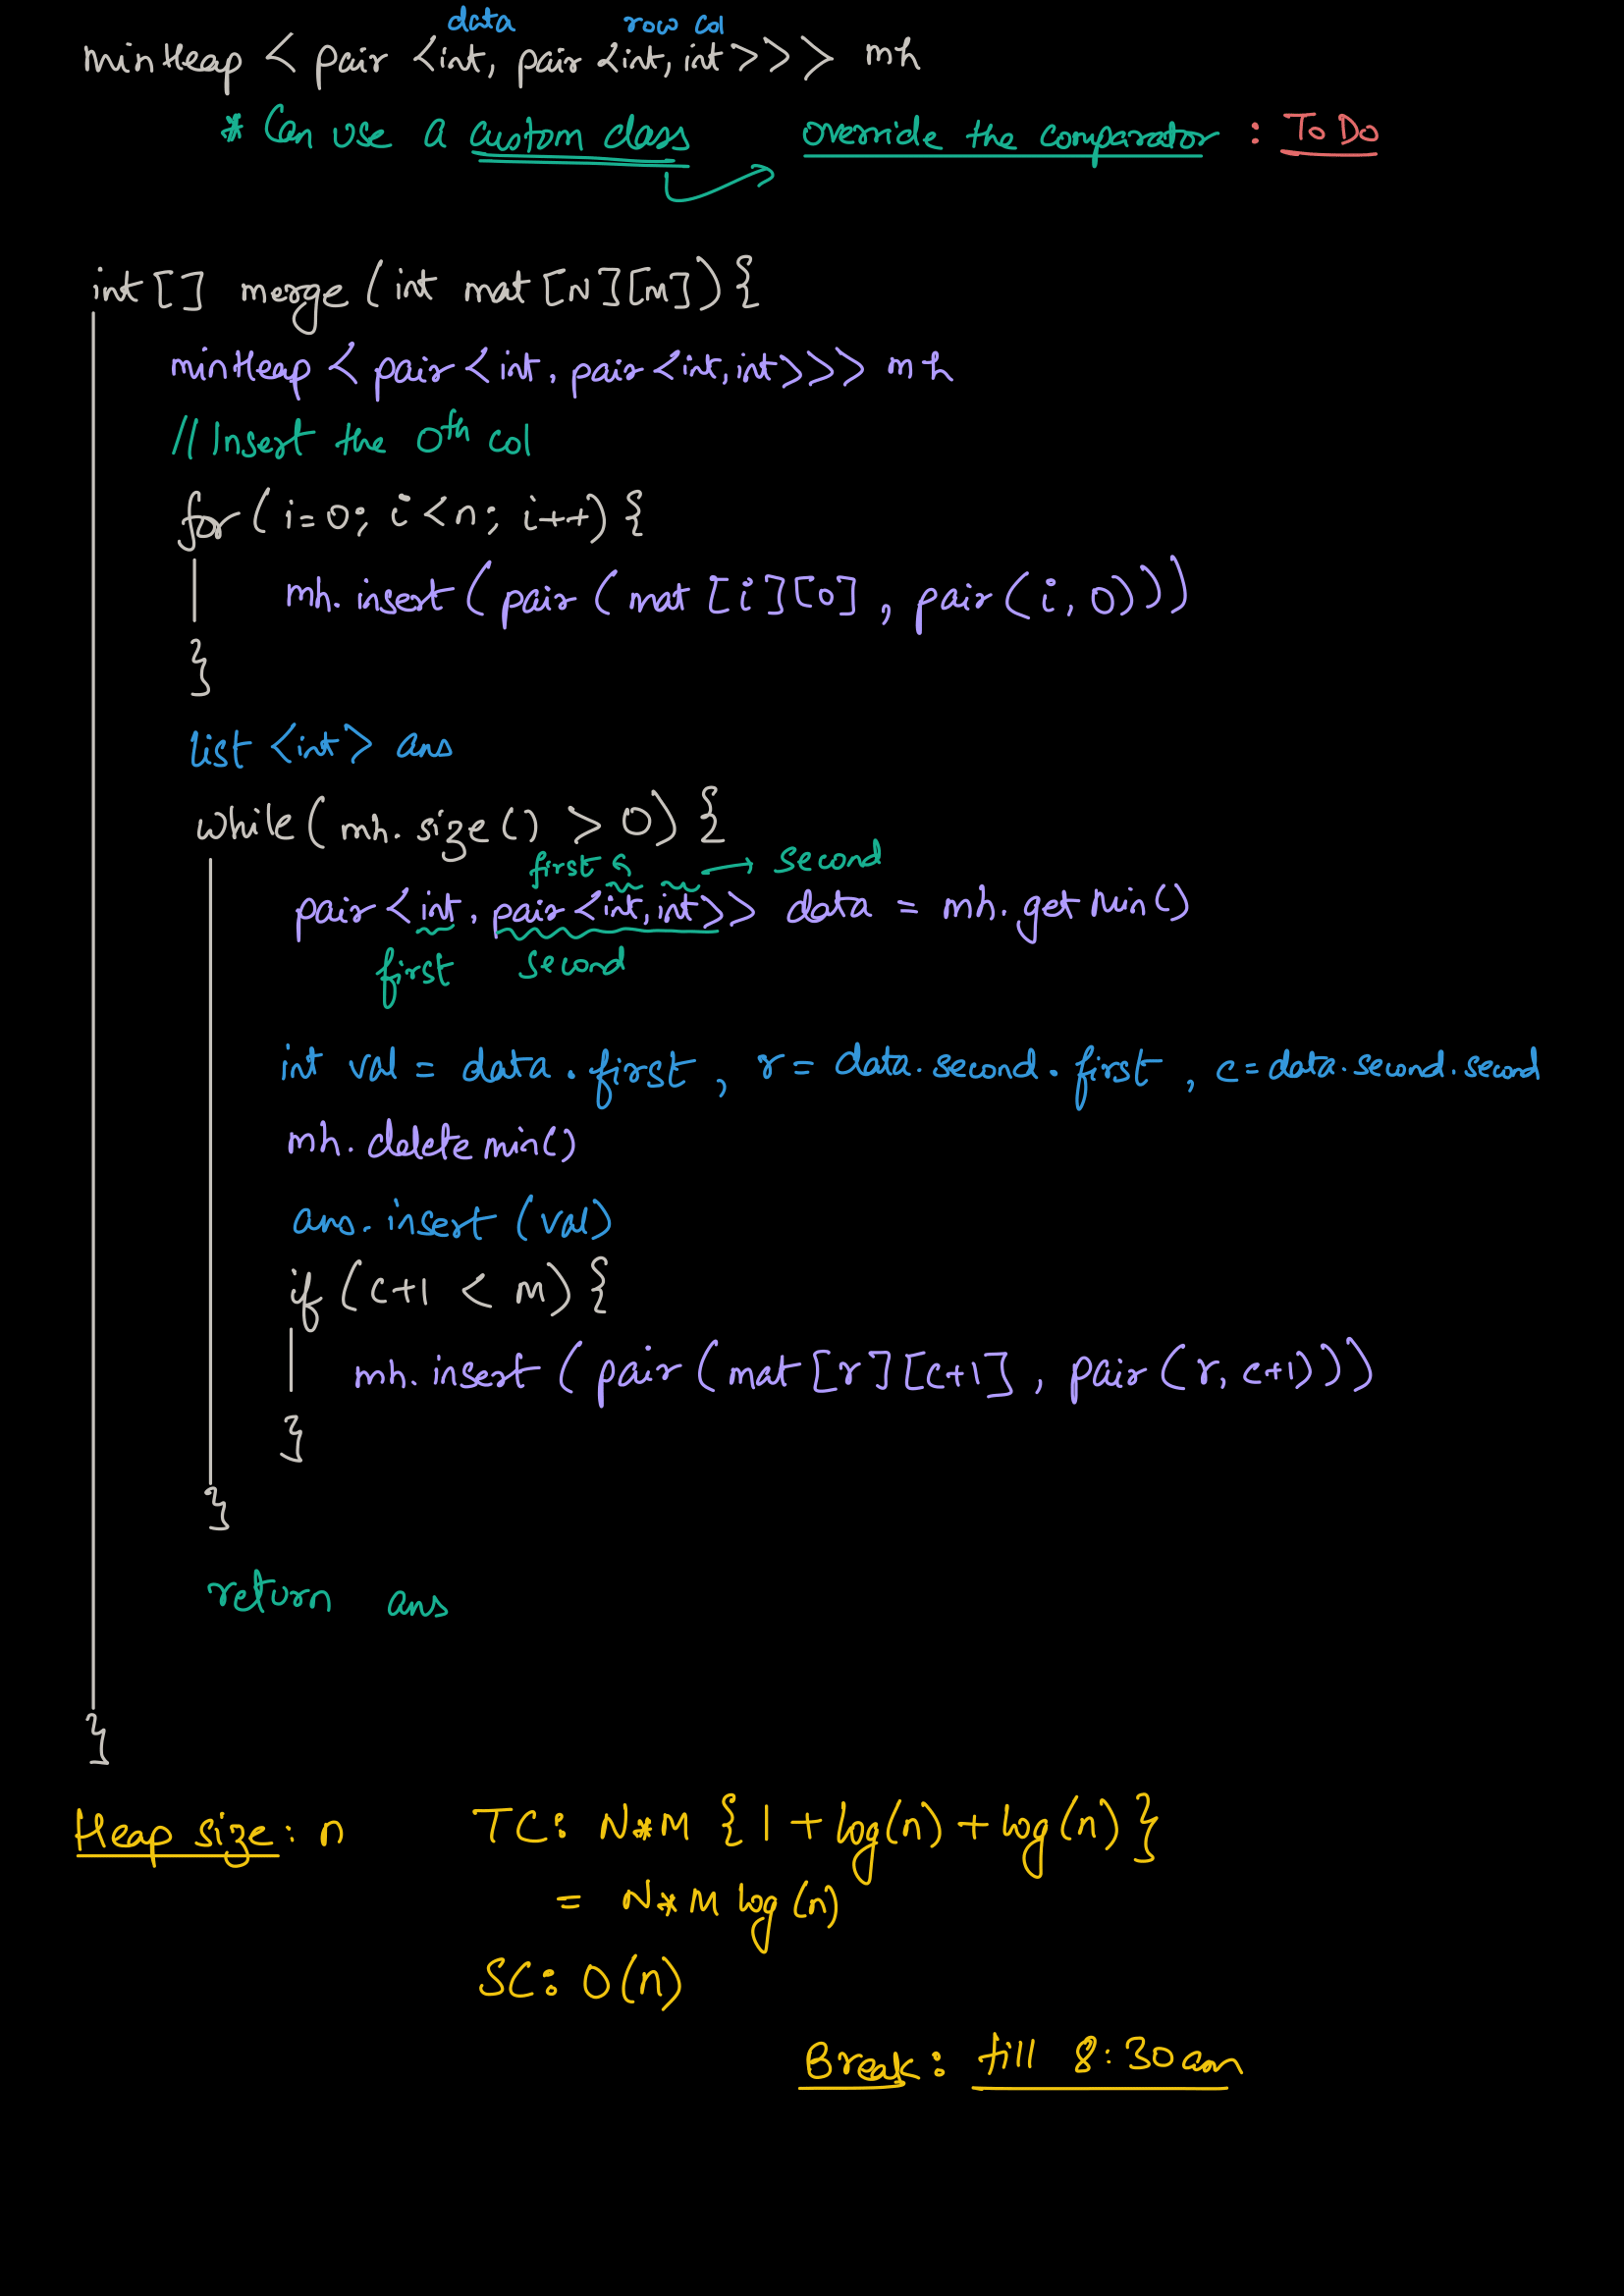 data row col
minHeap < pair <int, pair <int, int>>> mh
* Can use a custom class override the comparator : To Do
int [] merge (int mat [N][M]) {
minHeap < pair < int, pair <int, int>>> mh
// Insert the 0th col
for ( i=0; i<n; i++) {
mh. insert ( pair ( mat [i][0] , pair ( i, 0)))
}
list <int> ans
while ( mh. size () > 0) {
first → second
pair < int, pair <int, int>> data = mh. get Min()
first second
int val = data . first , r = data . second . first , c = data . second . second
mh. delete min()
ans. insert (val)
if (c+1 < M) {
mh. insert ( pair ( mat [r][c+1] , pair ( r, c+1)))
}
}
return ans
}
Heap size : n TC: N*M { 1 + log(n) + log(n) }
= N*M log (n)
SC: O(n)
Break: till 8:30am